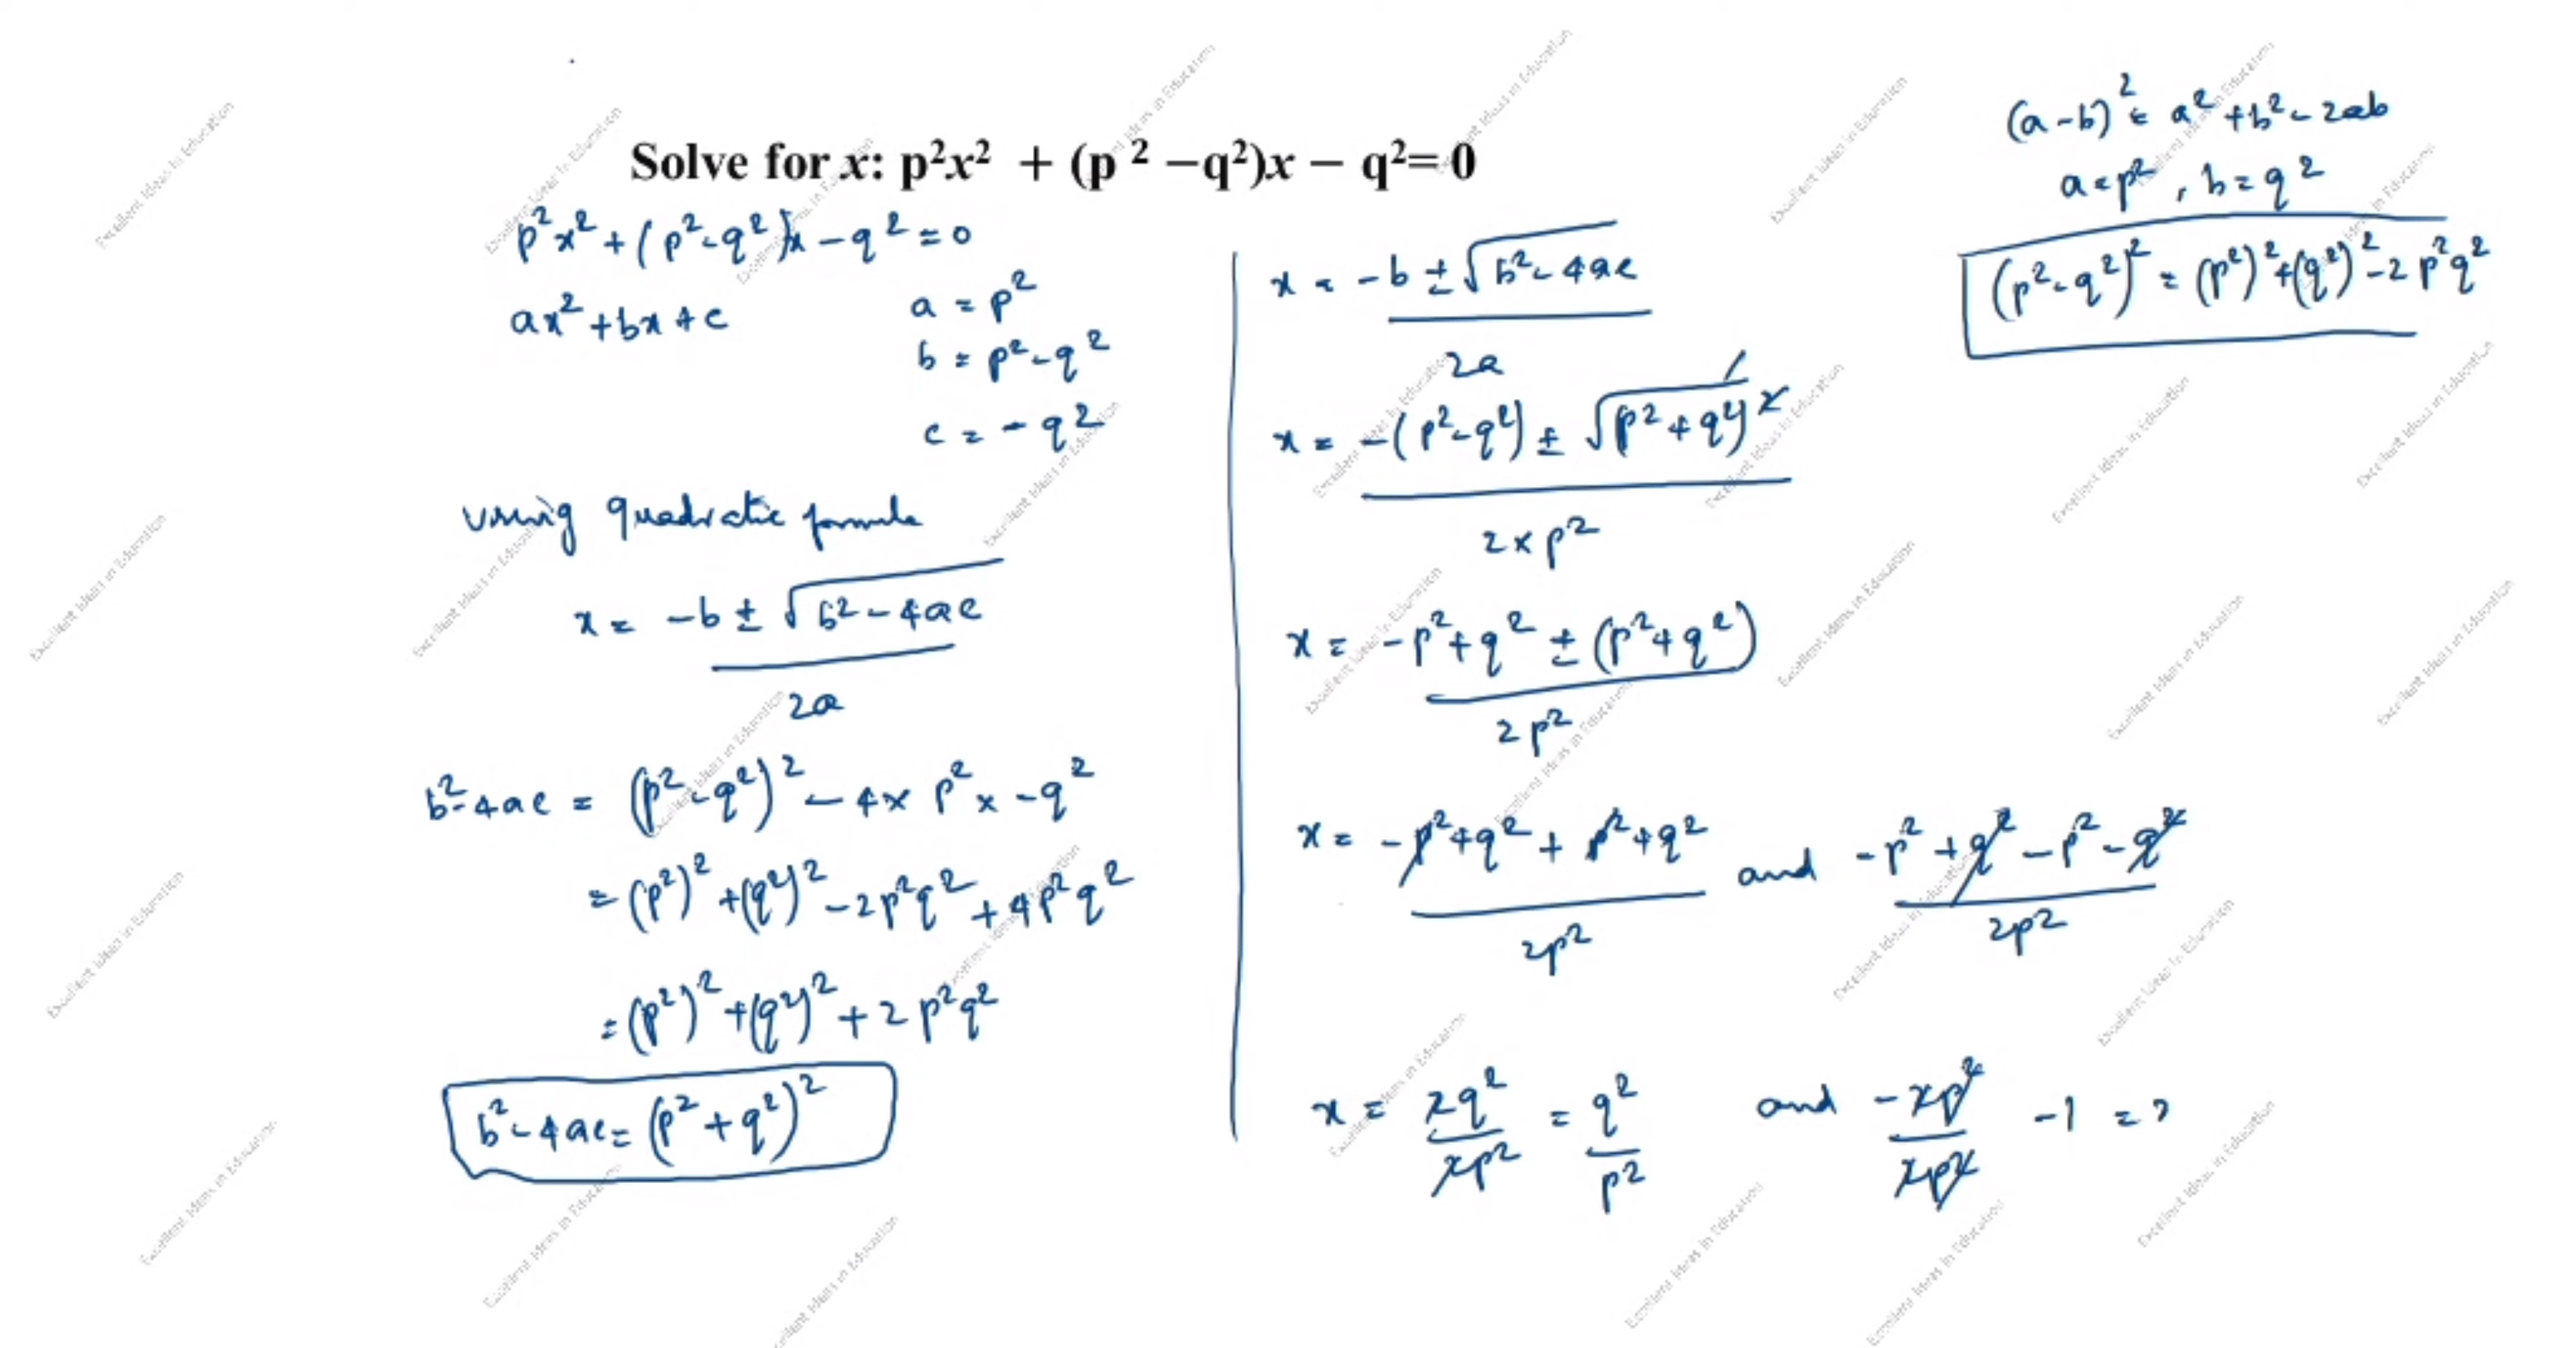 Solve for x: p²x² + (p² – q²)x – q² = 0
p²x² + (p² - q²)x - q² = 0
ax² + bx + c
a = p²
b = p² - q²
c = - q²
using quadratic formula
x = -b ± √b² - 4ac
2a
b² - 4ac = (p² - q²)² - 4 × p² × - q²
= (p²)² + (q²)² - 2p²q² + 4p²q²
= (p²)² + (q²)² + 2p²q²
b² - 4ac = (p² + q²)²
x = -b ± √b² - 4ac
2a
x = -(p² - q²) ± √(p² + q²)²
2 × p²
x = -p² + q² ± (p² + q²)
2p²
x = -p² + q² + p² + q² / 2p² and -p² + q² - p² - q² / 2p²
x = 2q² / 2p² = q² / p² and -2p² / 2p² -1 =
(a - b)² = a² + b² - 2ab
a = p², b = q²
(p² - q²)² = (p²)² + (q²)² - 2p²q²
Excellent Ideas in Education